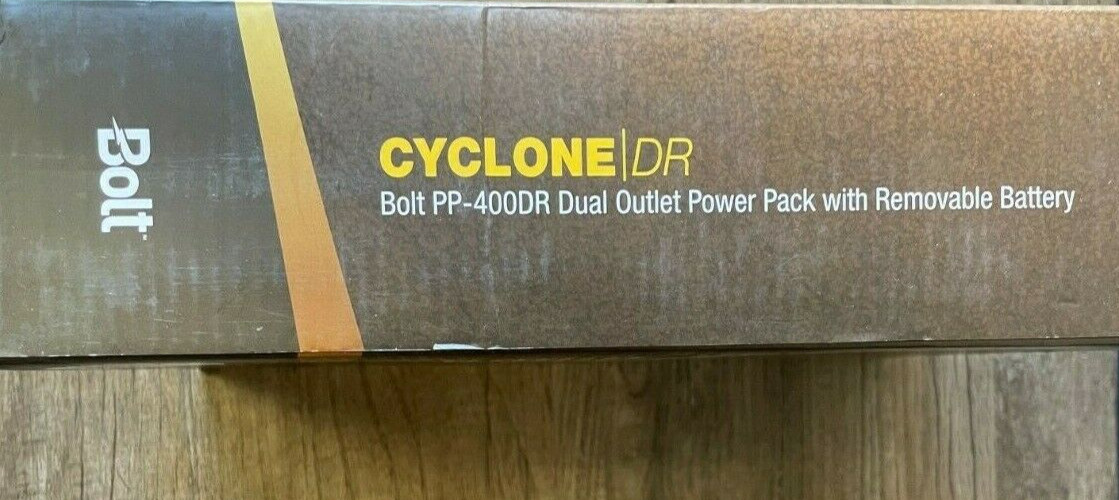 Bolt
CYCLONE|DR
Bolt PP-400DR Dual Outlet Power Pack with Removable Battery